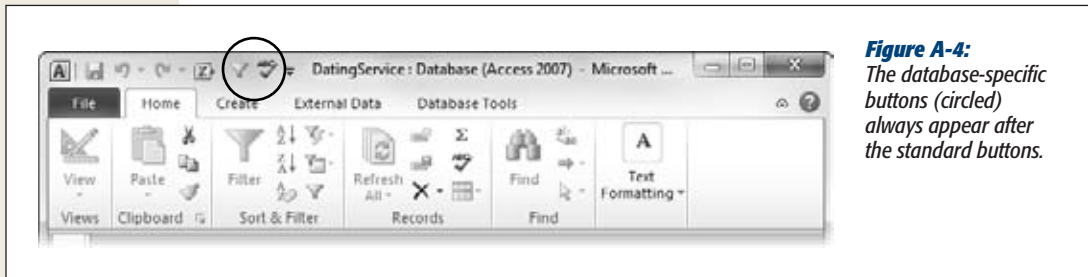 DatingService : Database (Access 2007) - Microsoft ...
File Home Create External Data Database Tools
View
Paste
Filter
Refresh
All
Find
Text
Formatting
Views Clipboard Sort & Filter Records Find
Figure A-4:
The database-specific
buttons (circled)
always appear after
the standard buttons.